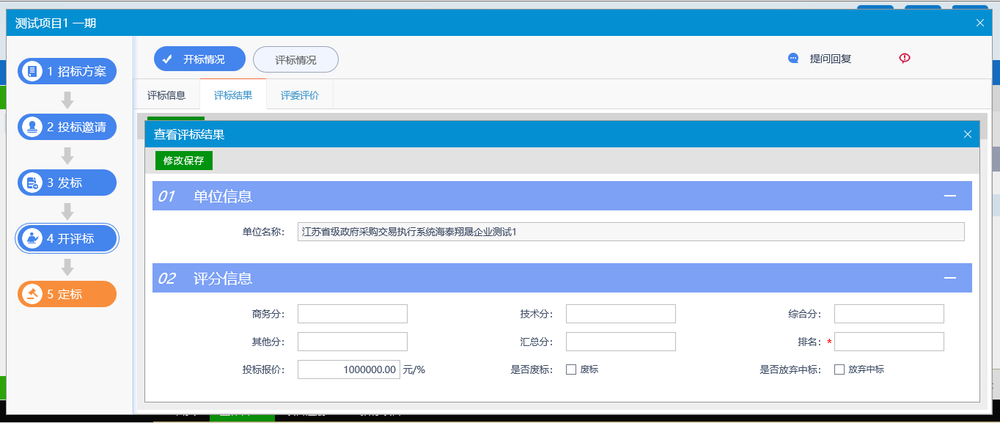 测试项目1 一期
1 招标方案
2 投标邀请
3 发标
4 开评标
5 定标
开标情况
评标情况
提问回复
评标信息
评标结果
评委评价
查看评标结果
修改保存
01 单位信息
单位名称：
江苏省级政府采购交易执行系统海泰翔晟企业测试1
02 评分信息
商务分：
技术分：
综合分：
其他分：
汇总分：
排名：*
投标报价： 1000000.00 元/%
是否废标： 废标
是否放弃中标： 放弃中标